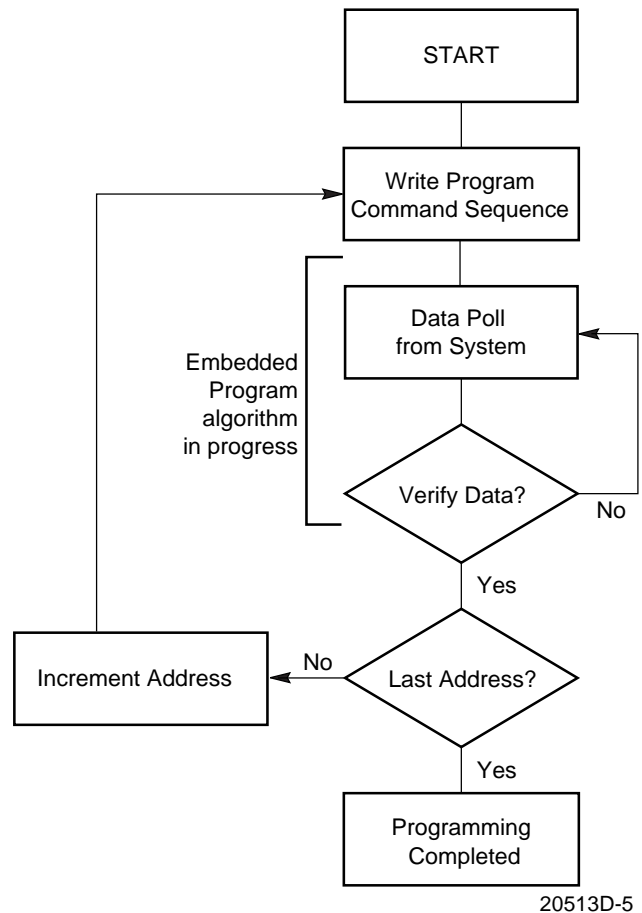 START
Write Program
Command Sequence
Data Poll
from System
Embedded
Program
algorithm
in progress
Verify Data?
No
Yes
Increment Address
No
Last Address?
Yes
Programming
Completed
20513D-5